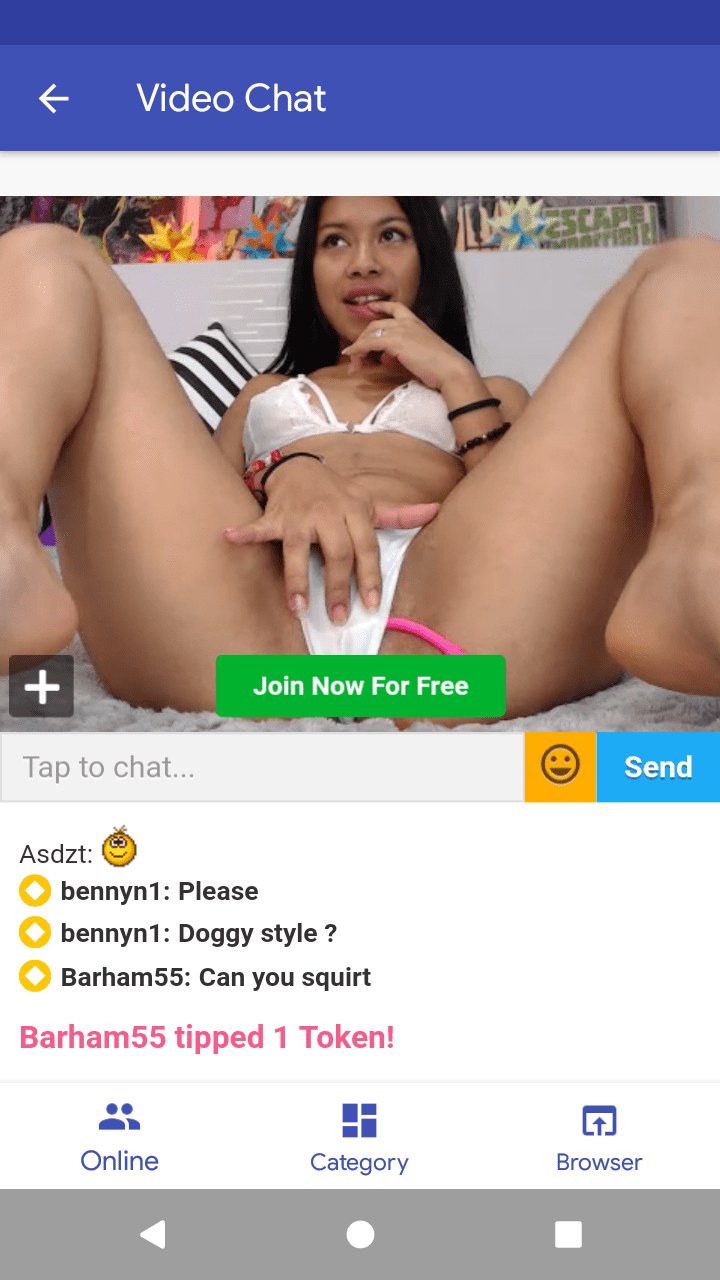 Video Chat
ESCAPE
Join Now For Free
Tap to chat...
Send
Asdzt:
bennyn1: Please
bennyn1: Doggy style ?
Barham55: Can you squirt
Barham55 tipped 1 Token!
Online
Category
Browser